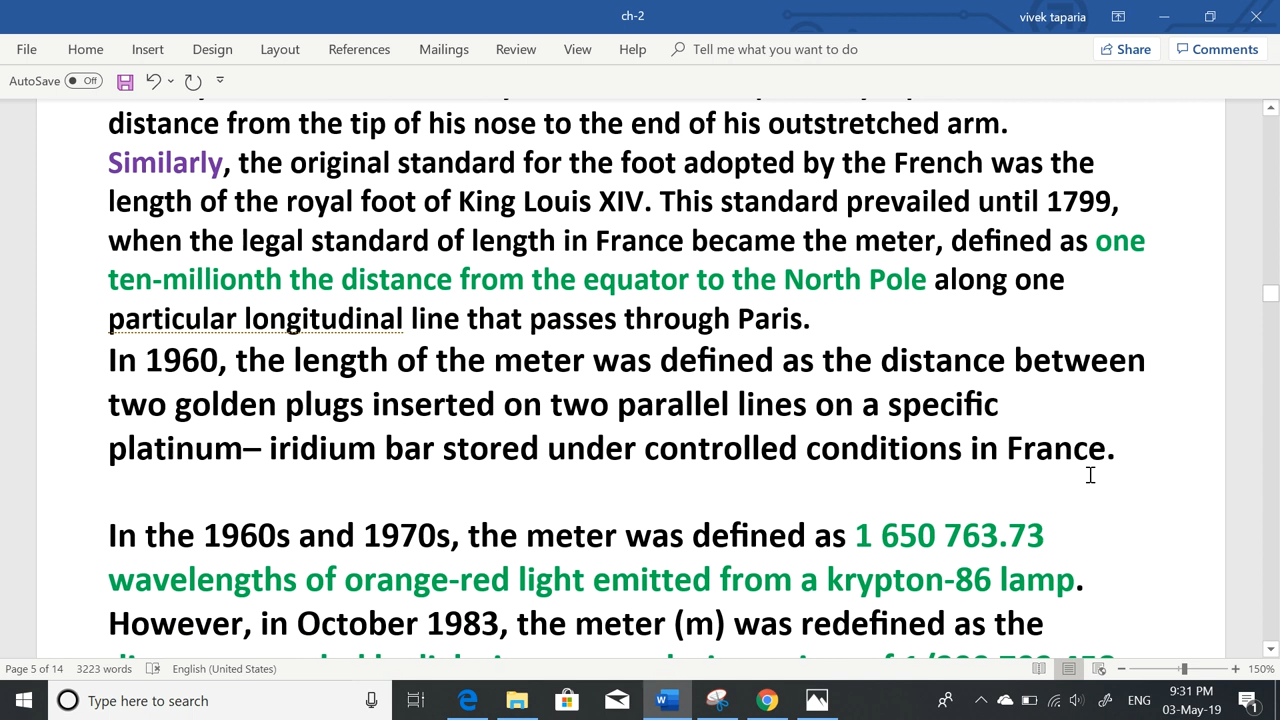 ch-2
vivek taparia
File Home Insert Design Layout References Mailings Review View Help Tell me what you want to do Share Comments
AutoSave Off
distance from the tip of his nose to the end of his outstretched arm.
Similarly, the original standard for the foot adopted by the French was the
length of the royal foot of King Louis XIV. This standard prevailed until 1799,
when the legal standard of length in France became the meter, defined as one
ten-millionth the distance from the equator to the North Pole along one
particular longitudinal line that passes through Paris.
In 1960, the length of the meter was defined as the distance between
two golden plugs inserted on two parallel lines on a specific
platinum– iridium bar stored under controlled conditions in France.
In the 1960s and 1970s, the meter was defined as 1 650 763.73
wavelengths of orange-red light emitted from a krypton-86 lamp.
However, in October 1983, the meter (m) was redefined as the
Page 5 of 14 3223 words English (United States) 150%
Type here to search
ENG
9:31 PM
03-May-19
1